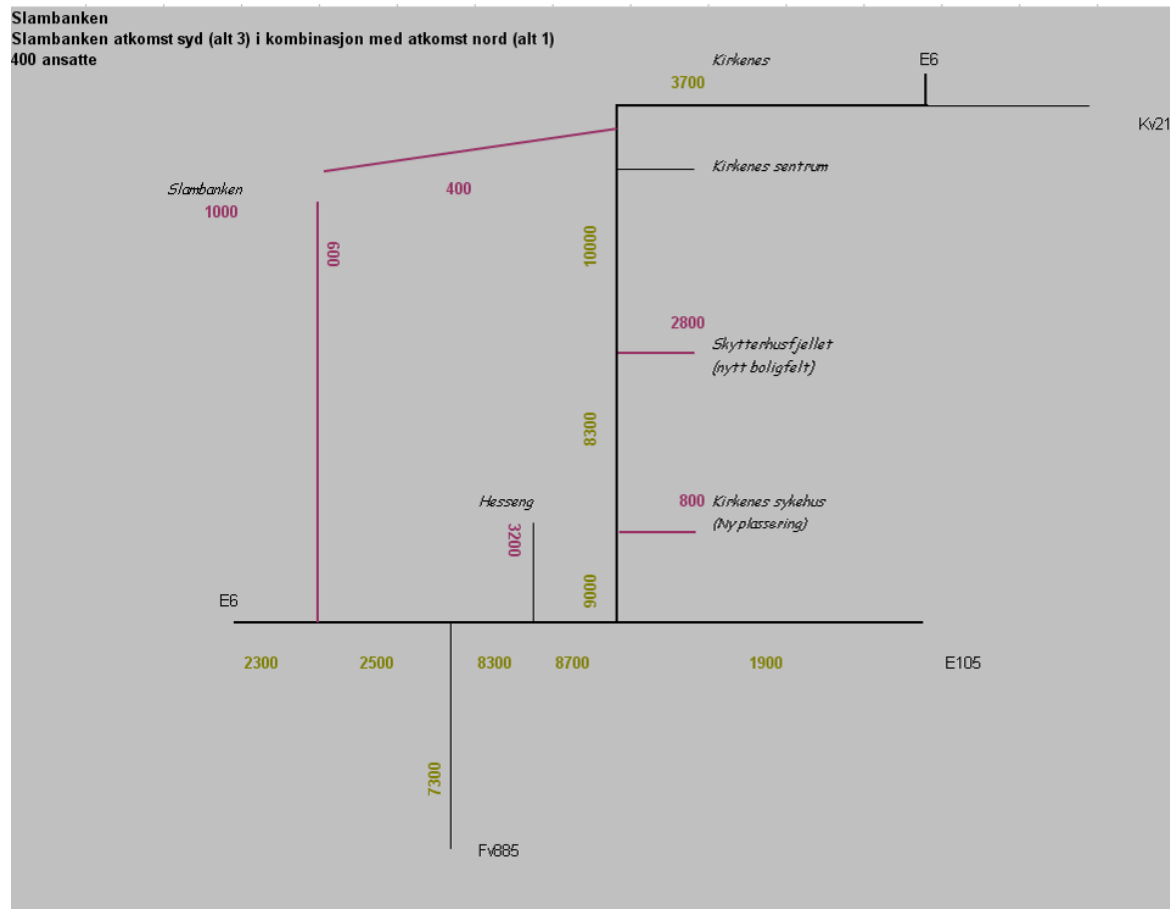 Slambanken
Slambanken atkomst syd (alt 3) i kombinasjon med atkomst nord (alt 1)
400 ansatte
Kirkenes
E6
3700
Kv21
Kirkenes sentrum
Slambanken
400
1000
600
10000
2800
Skytterhusfjellet
(nytt boligfelt)
8300
Hesseng
800 Kirkenes sykehus
(Ny plassering)
3200
9000
E6
2300
2500
8300
8700
1900
E105
7300
Fv885